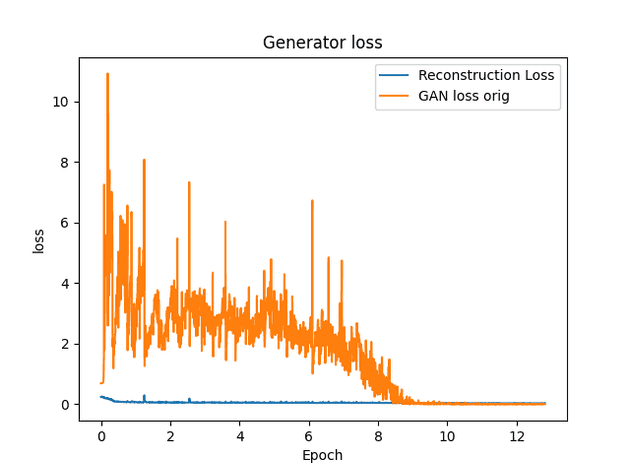 Generator loss
Reconstruction Loss
GAN loss orig
loss
10
8
6
4
2
0
0 2 4 6 8 10 12
Epoch